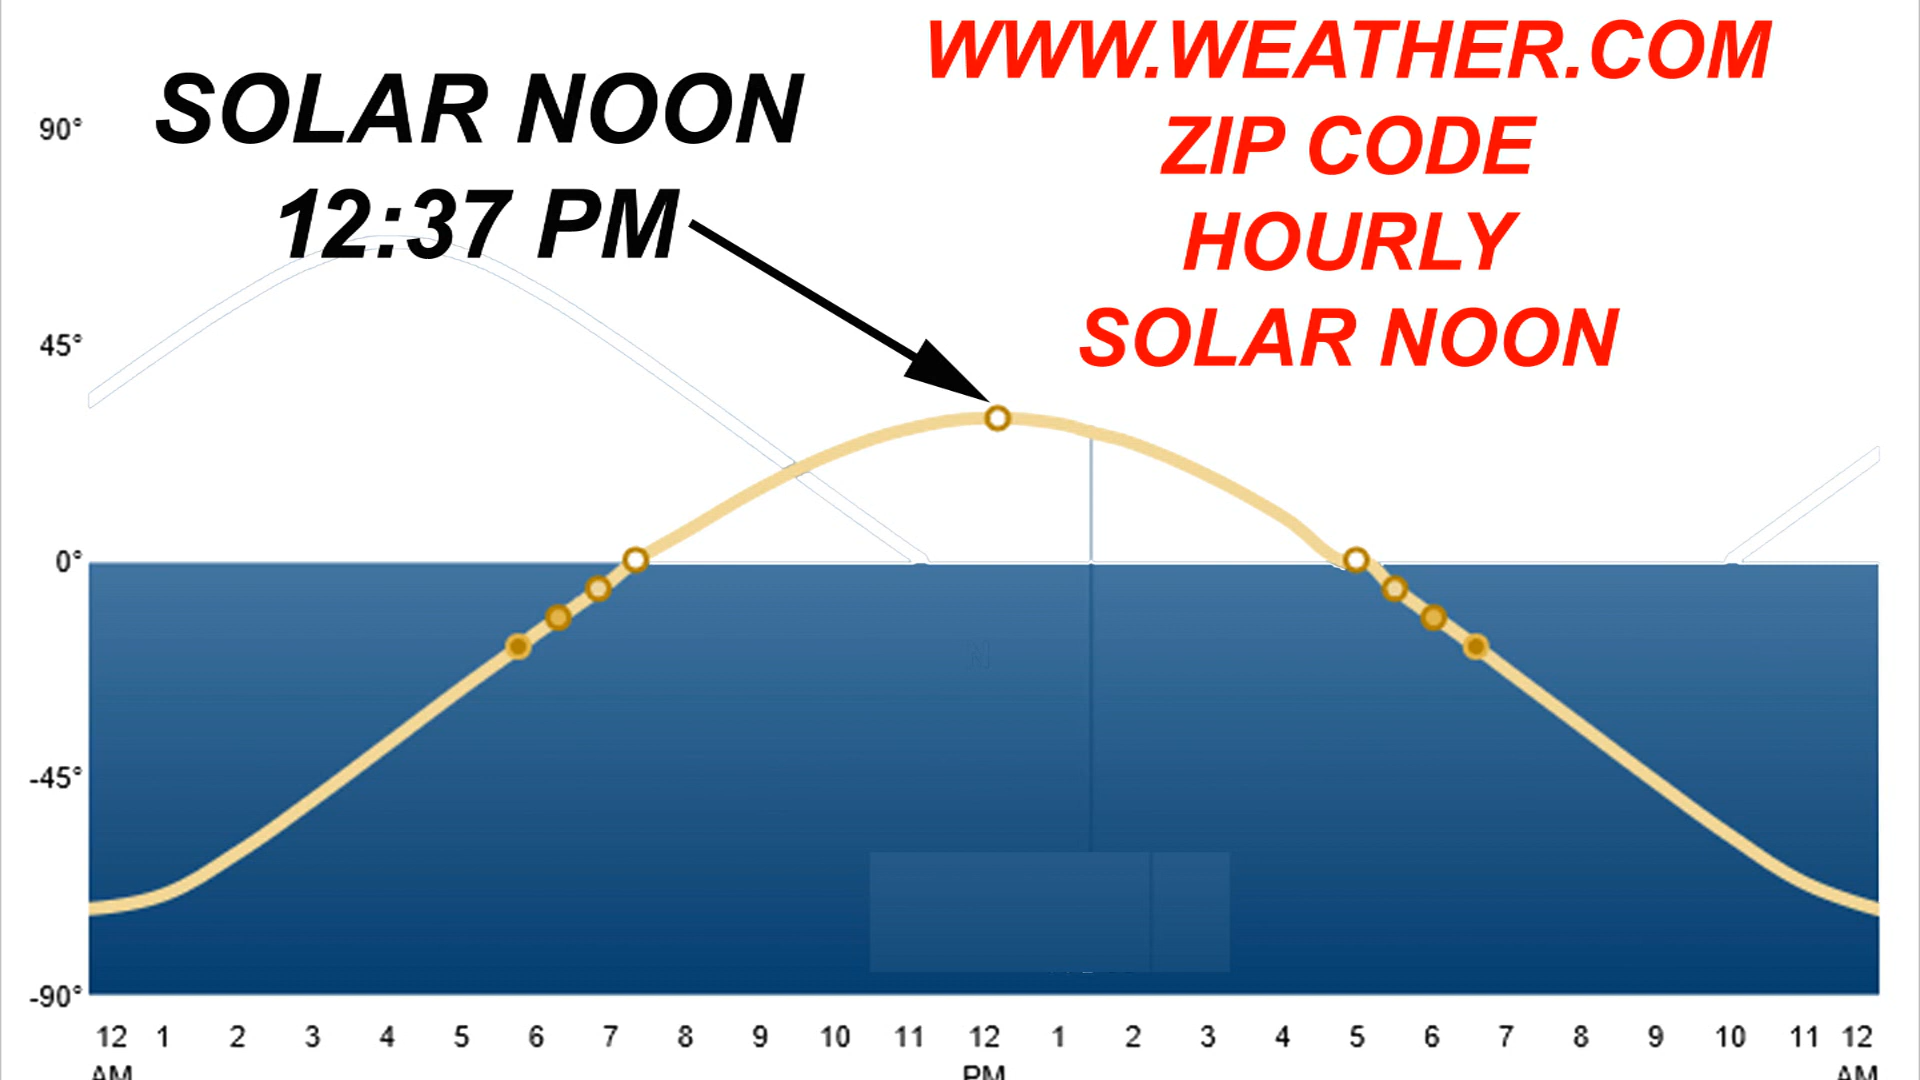 SOLAR NOON
12:37 PM
WWW.WEATHER.COM
ZIP CODE
HOURLY
SOLAR NOON
90°
45°
0°
-45°
-90°
12 1 2 3 4 5 6 7 8 9 10 11 12 1 2 3 4 5 6 7 8 9 10 11 12
AM PM AM